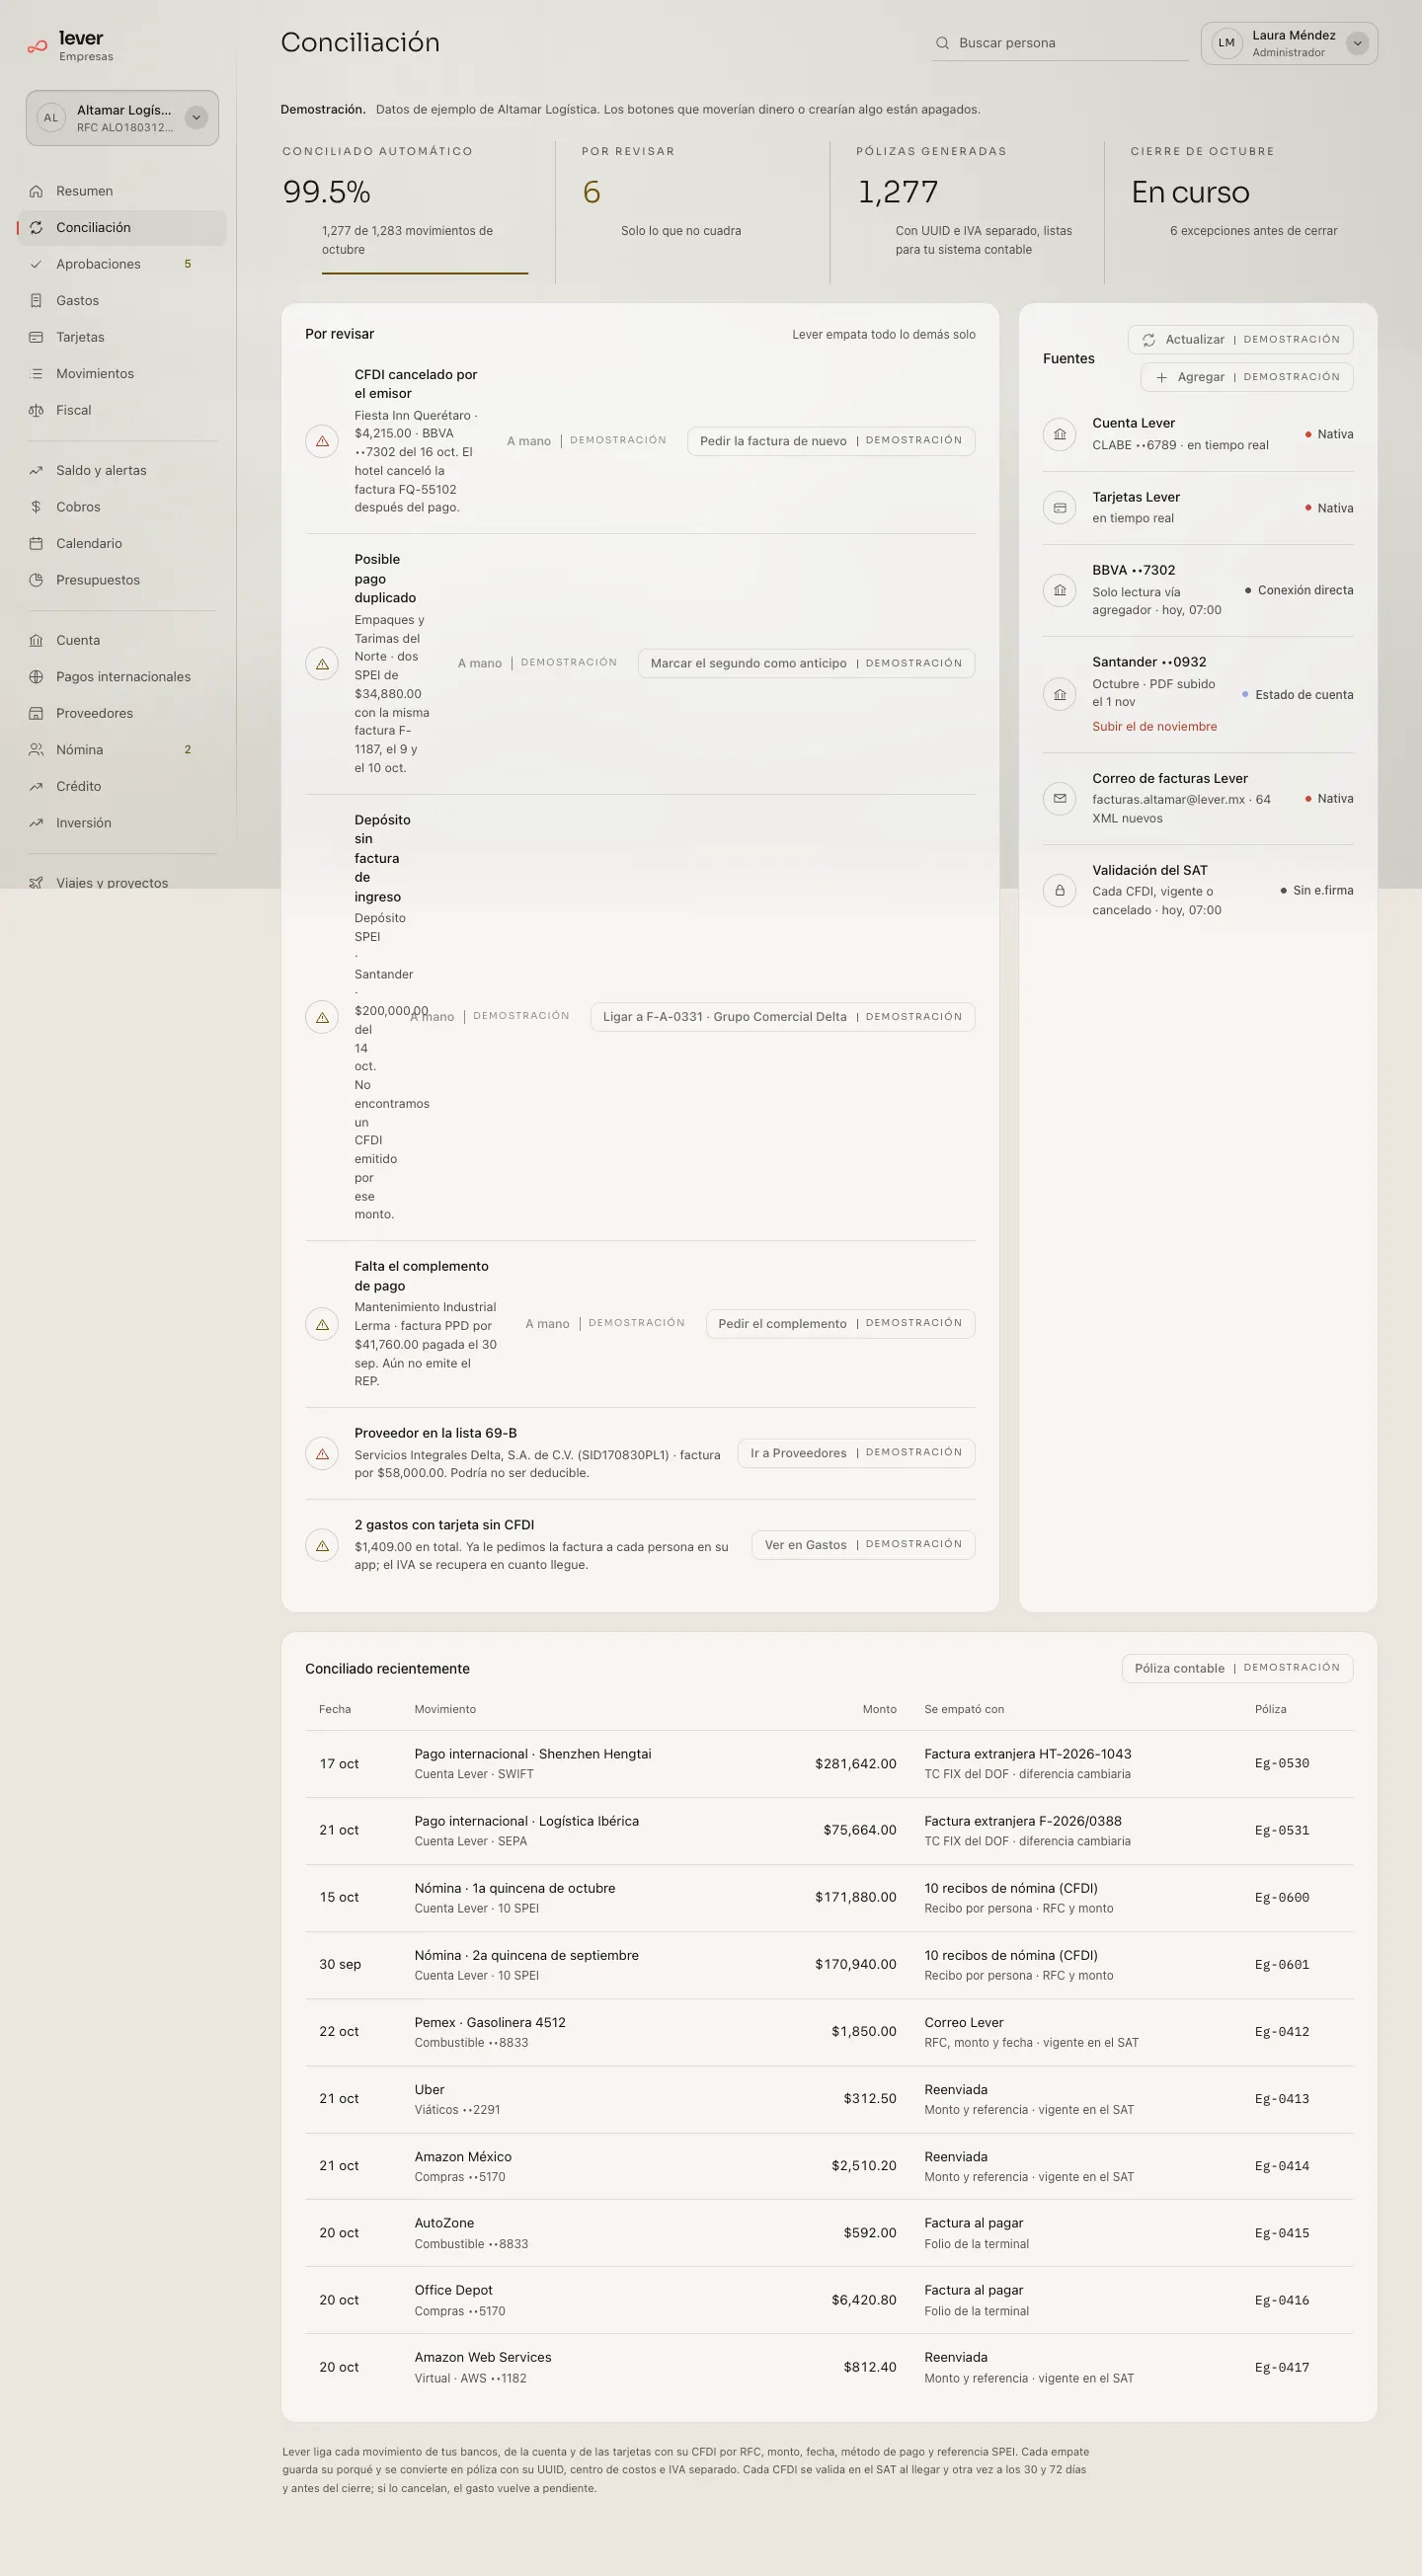 lever
Empresas
AL
Altamar Logís...
RFC ALO180312...
Resumen
Conciliación
Aprobaciones 5
Gastos
Tarjetas
Movimientos
Fiscal
Saldo y alertas
Cobros
Calendario
Presupuestos
Cuenta
Pagos internacionales
Proveedores
Nómina 2
Crédito
Inversión
Viajes y proyectos
Conciliación
Buscar persona
LM
Laura Méndez
Administrador
Demostración. Datos de ejemplo de Altamar Logística. Los botones que moverían dinero o crearían algo están apagados.
CONCILIADO AUTOMÁTICO
99.5%
1,277 de 1,283 movimientos de
octubre
POR REVISAR
6
Solo lo que no cuadra
PÓLIZAS GENERADAS
1,277
Con UUID e IVA separado, listas
para tu sistema contable
CIERRE DE OCTUBRE
En curso
6 excepciones antes de cerrar
Por revisar
Lever empata todo lo demás solo
CFDI cancelado por
el emisor
Fiesta Inn Querétaro ·
$4,215.00 · BBVA
··7302 del 16 oct. El
hotel canceló la
factura FQ-55102
después del pago.
A mano | DEMOSTRACIÓN
Pedir la factura de nuevo | DEMOSTRACIÓN
Posible
pago
duplicado
Empaques y
Tarimas del
Norte · dos
SPEI de
$34,880.00
con la misma
factura F-
1187, el 9 y
el 10 oct.
A mano | DEMOSTRACIÓN
Marcar el segundo como anticipo | DEMOSTRACIÓN
Depósito
sin
factura
de
ingreso
Depósito
SPEI
·
Santander
·
$200,000.00
del
14
oct.
No
encontramos
un
CFDI
emitido
por
ese
monto.
A mano | DEMOSTRACIÓN
Ligar a F-A-0331 · Grupo Comercial Delta | DEMOSTRACIÓN
Falta el complemento
de pago
Mantenimiento Industrial
Lerma · factura PPD por
$41,760.00 pagada el 30
sep. Aún no emite el
REP.
A mano | DEMOSTRACIÓN
Pedir el complemento | DEMOSTRACIÓN
Proveedor en la lista 69-B
Servicios Integrales Delta, S.A. de C.V. (SID170830PL1) · factura
por $58,000.00. Podría no ser deducible.
Ir a Proveedores | DEMOSTRACIÓN
2 gastos con tarjeta sin CFDI
$1,409.00 en total. Ya le pedimos la factura a cada persona en su
app; el IVA se recupera en cuanto llegue.
Ver en Gastos | DEMOSTRACIÓN
Fuentes
Actualizar | DEMOSTRACIÓN
Agregar | DEMOSTRACIÓN
Cuenta Lever
CLABE ··6789 · en tiempo real
Nativa
Tarjetas Lever
en tiempo real
Nativa
BBVA ··7302
Solo lectura vía
agregador · hoy, 07:00
Conexión directa
Santander ··0932
Octubre · PDF subido
el 1 nov
Subir el de noviembre
Estado de cuenta
Correo de facturas Lever
facturas.altamar@lever.mx · 64
XML nuevos
Nativa
Validación del SAT
Cada CFDI, vigente o
cancelado · hoy, 07:00
Sin e.firma
Conciliado recientemente
Póliza contable | DEMOSTRACIÓN
Fecha Movimiento Monto Se empató con Póliza
17 oct Pago internacional · Shenzhen Hengtai $281,642.00 Factura extranjera HT-2026-1043 Eg-0530
Cuenta Lever · SWIFT TC FIX del DOF · diferencia cambiaria
21 oct Pago internacional · Logística Ibérica $75,664.00 Factura extranjera F-2026/0388 Eg-0531
Cuenta Lever · SEPA TC FIX del DOF · diferencia cambiaria
15 oct Nómina · 1a quincena de octubre $171,880.00 10 recibos de nómina (CFDI) Eg-0600
Cuenta Lever · 10 SPEI Recibo por persona · RFC y monto
30 sep Nómina · 2a quincena de septiembre $170,940.00 10 recibos de nómina (CFDI) Eg-0601
Cuenta Lever · 10 SPEI Recibo por persona · RFC y monto
22 oct Pemex · Gasolinera 4512 $1,850.00 Correo Lever Eg-0412
Combustible ··8833 RFC, monto y fecha · vigente en el SAT
21 oct Uber $312.50 Reenviada Eg-0413
Viáticos ··2291 Monto y referencia · vigente en el SAT
21 oct Amazon México $2,510.20 Reenviada Eg-0414
Compras ··5170 Monto y referencia · vigente en el SAT
20 oct AutoZone $592.00 Factura al pagar Eg-0415
Combustible ··8833 Folio de la terminal
20 oct Office Depot $6,420.80 Factura al pagar Eg-0416
Compras ··5170 Folio de la terminal
20 oct Amazon Web Services $812.40 Reenviada Eg-0417
Virtual · AWS ··1182 Monto y referencia · vigente en el SAT
Lever liga cada movimiento de tus bancos, de la cuenta y de las tarjetas con su CFDI por RFC, monto, fecha, método de pago y referencia SPEI. Cada empate
guarda su porqué y se convierte en póliza con su UUID, centro de costos e IVA separado. Cada CFDI se valida en el SAT al llegar y otra vez a los 30 y 72 días
y antes del cierre; si lo cancelan, el gasto vuelve a pendiente.